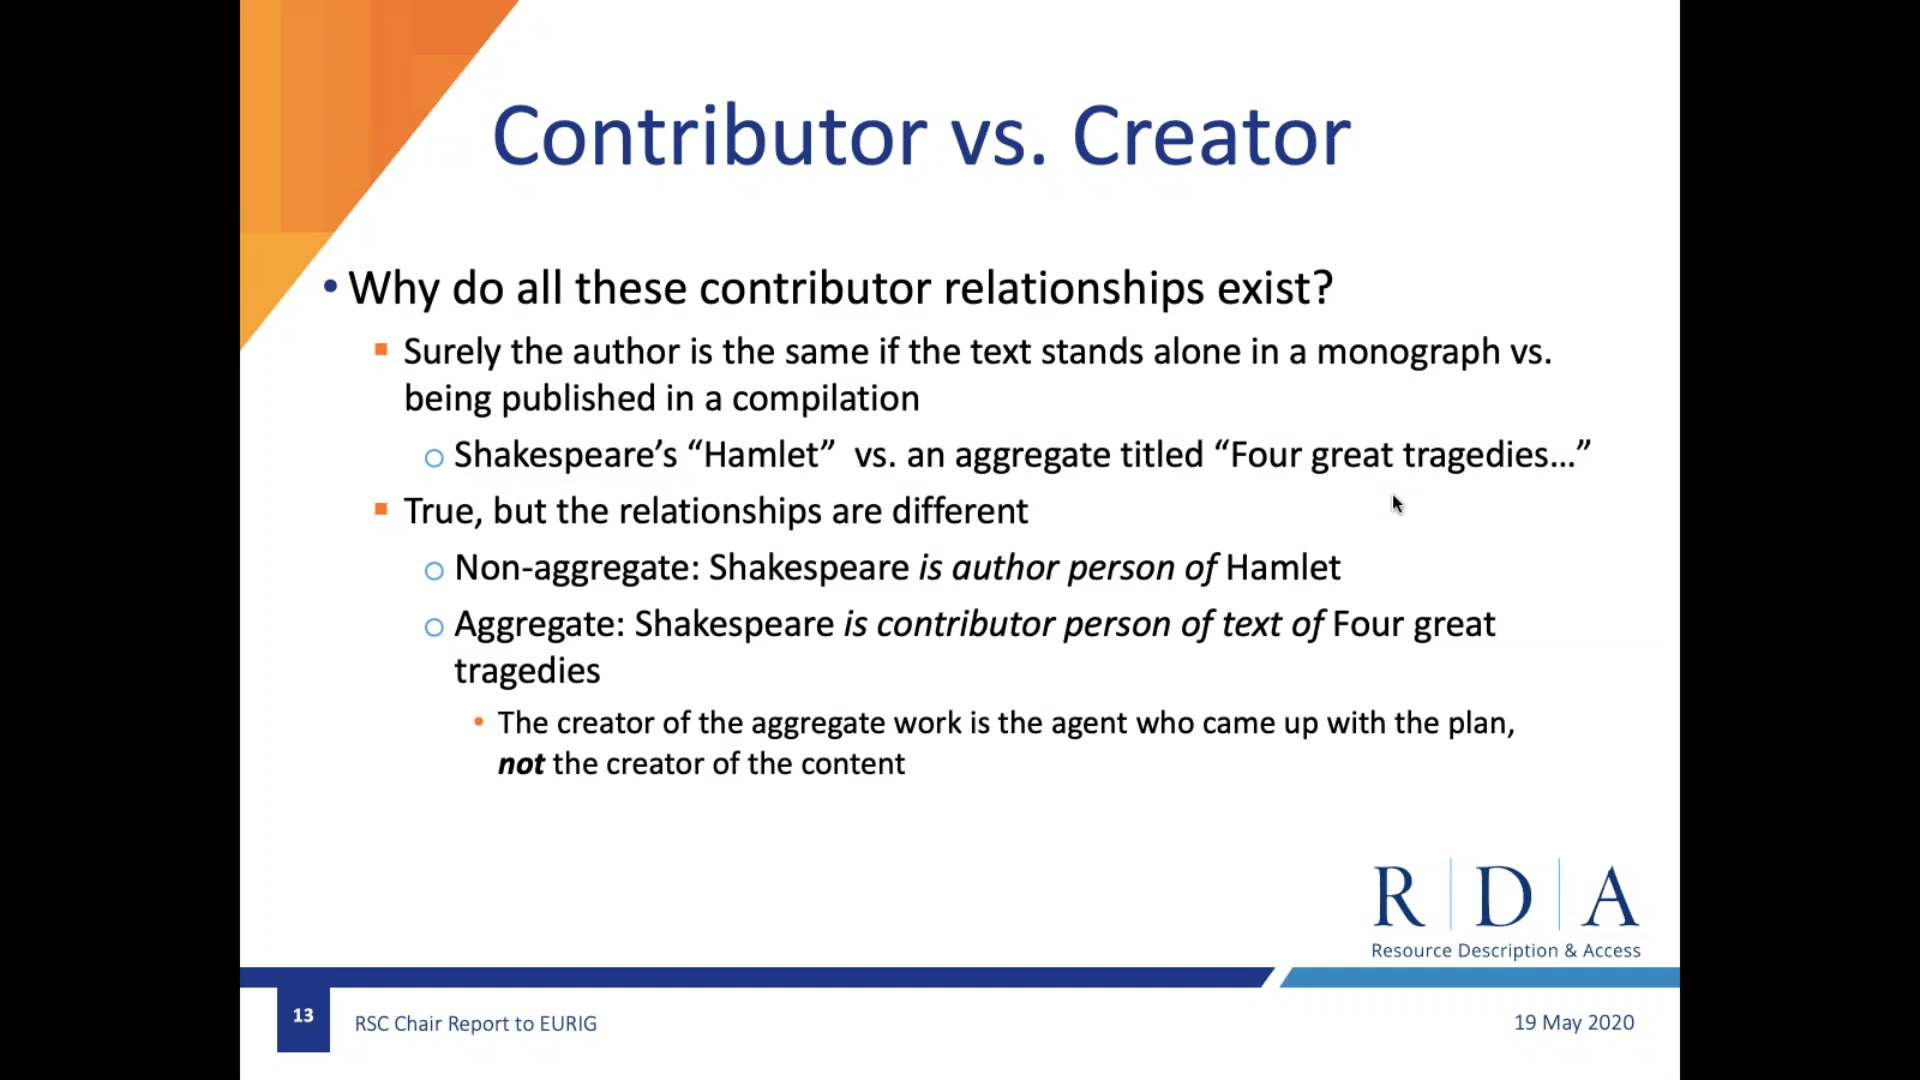 Contributor vs. Creator
• Why do all these contributor relationships exist?
▪ Surely the author is the same if the text stands alone in a monograph vs.
being published in a compilation
o Shakespeare’s “Hamlet”  vs. an aggregate titled “Four great tragedies…”
▪ True, but the relationships are different
o Non-aggregate: Shakespeare is author person of Hamlet
o Aggregate: Shakespeare is contributor person of text of Four great
tragedies
• The creator of the aggregate work is the agent who came up with the plan,
not the creator of the content
R D A
Resource Description & Access
13
RSC Chair Report to EURIG
19 May 2020